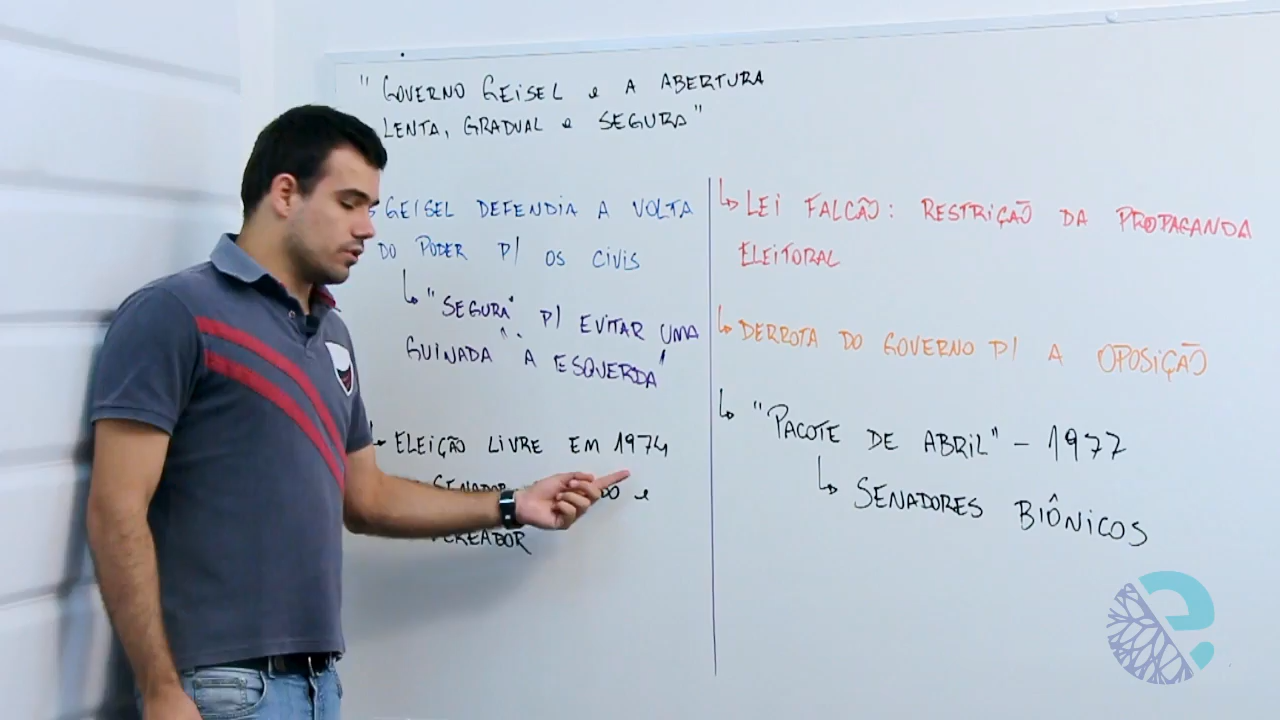 " GOVERNO GEISEL e A ABERTURA
LENTA, GRADUAL e SEGURA"
GEISEL DEFENDIA A VOLTA
DO PODER P/ OS CIVIS
↳ "SEGURA" P/ EVITAR UMA
GUINADA "À ESQUERDA"
ELEIÇÃO LIVRE EM 1974
SENADOR e
VEREADOR
↳ LEI FALCÃO: RESTRIÇÃO DA PROPAGANDA
ELEITORAL
↳ DERROTA DO GOVERNO P/ A OPOSIÇÃO
↳ "PACOTE DE ABRIL" - 1977
↳ SENADORES BIÔNICOS